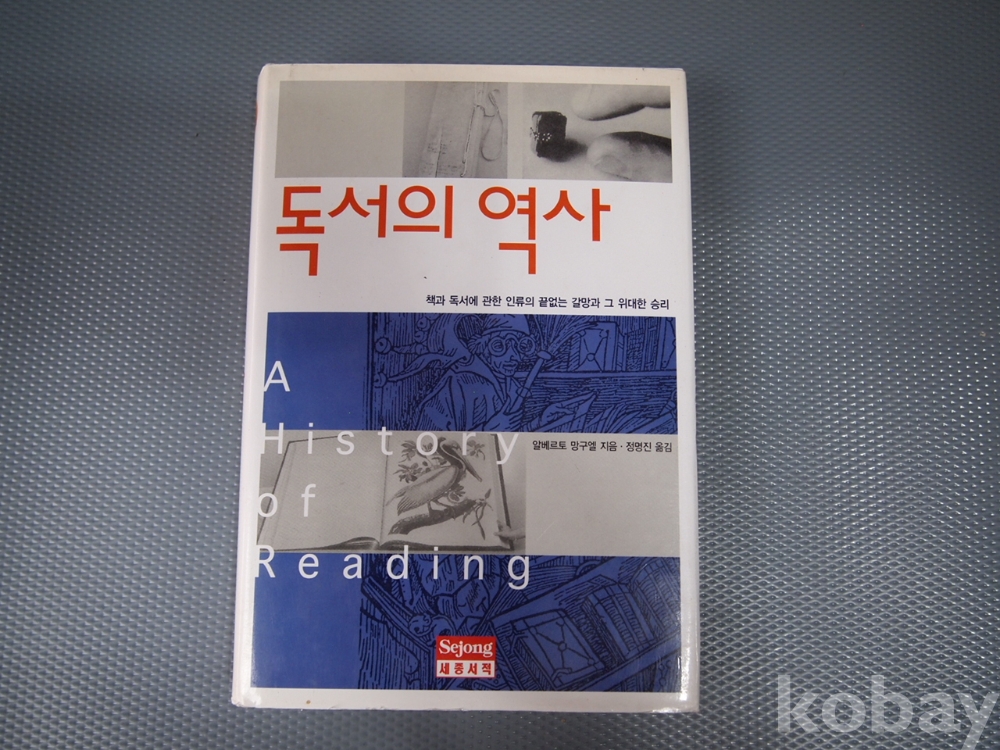 독서의 역사
책과 독서에 관한 인류의 끝없는 갈망과 그 위대한 승리
A
History
알베르토 망구엘 지음 · 정명진 옮김
of
Reading
Sejong
세종서적
kobay